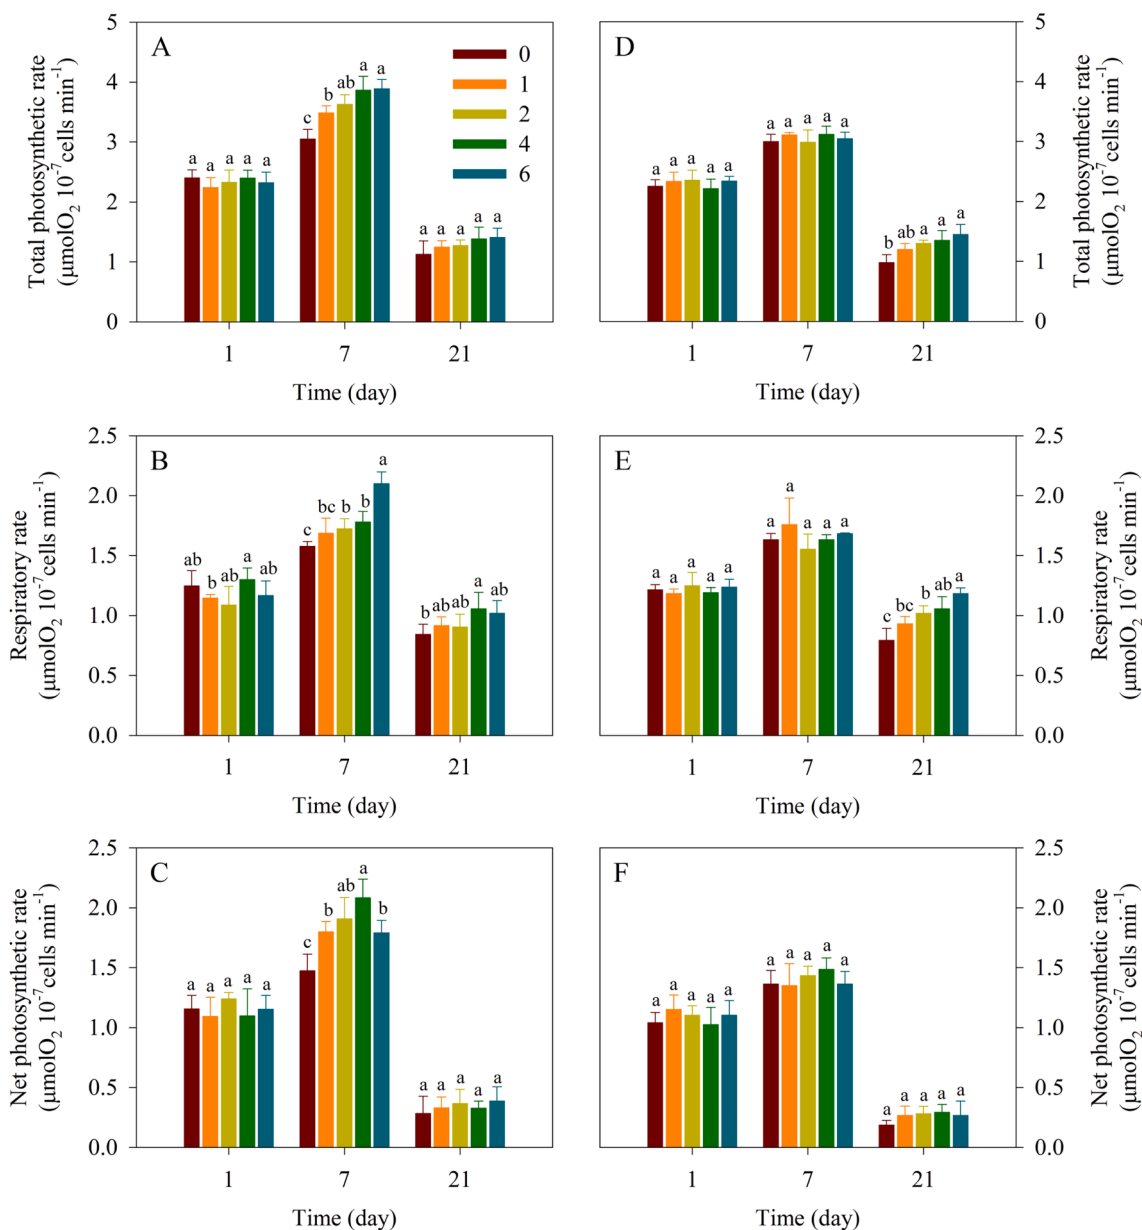 A
5
4
3
2
1
0
Total photosynthetic rate
(μmolO₂ 10⁻⁷cells min⁻¹)
0
1
2
4
6
a a a a a
c b ab a a
a a a a a
1 7 21
Time (day)
D
5
4
3
2
1
0
Total photosynthetic rate
(μmolO₂ 10⁻⁷cells min⁻¹)
a a a a a
a a a a a
b ab a a a
1 7 21
Time (day)
B
2.5
2.0
1.5
1.0
0.5
0.0
Respiratory rate
(μmolO₂ 10⁻⁷cells min⁻¹)
ab b ab a ab
c bc b b a
b ab ab a ab
1 7 21
Time (day)
E
2.5
2.0
1.5
1.0
0.5
0.0
Respiratory rate
(μmolO₂ 10⁻⁷cells min⁻¹)
a a a a a
a a a a a
c bc b ab a
1 7 21
Time (day)
C
2.5
2.0
1.5
1.0
0.5
0.0
Net photosynthetic rate
(μmolO₂ 10⁻⁷cells min⁻¹)
a a a a a
c b ab a b
a a a a a
1 7 21
Time (day)
F
2.5
2.0
1.5
1.0
0.5
0.0
Net photosynthetic rate
(μmolO₂ 10⁻⁷cells min⁻¹)
a a a a a
a a a a a
a a a a a
1 7 21
Time (day)